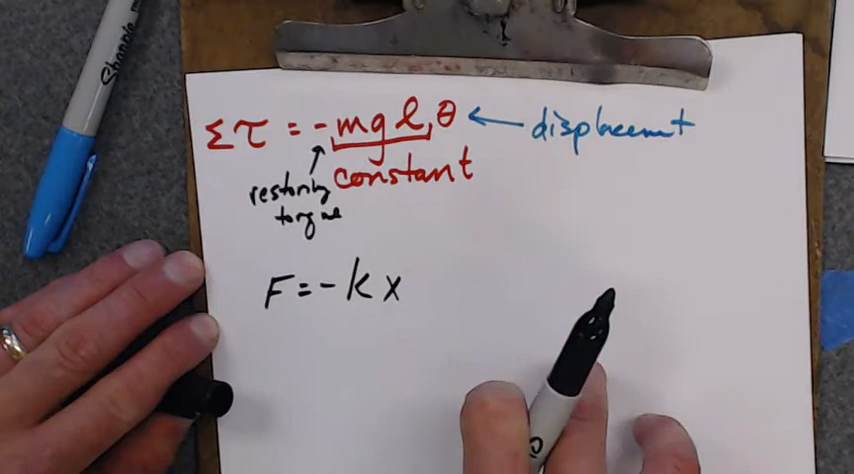 Sharpie
Στ = -mglθ ← displacement
restoring
torque
constant
F = -kx